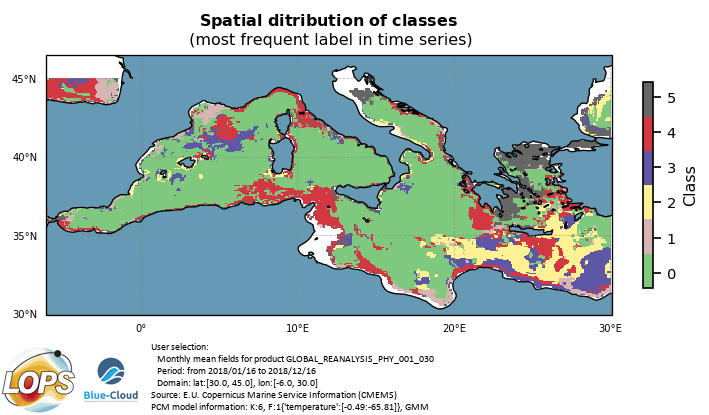 Spatial ditribution of classes
(most frequent label in time series)
45°N
40°N
35°N
30°N
0°
10°E
20°E
30°E
5
4
3
2
1
0
Class
LOPS
Blue-Cloud
User selection:
Monthly mean fields for product GLOBAL_REANALYSIS_PHY_001_030
Period: from 2018/01/16 to 2018/12/16
Domain: lat:[30.0, 45.0], lon:[-6.0, 30.0]
Source: E.U. Copernicus Marine Service Information (CMEMS)
PCM model information: K:6, F:1{'temperature':[-0.49:-65.81]}, GMM